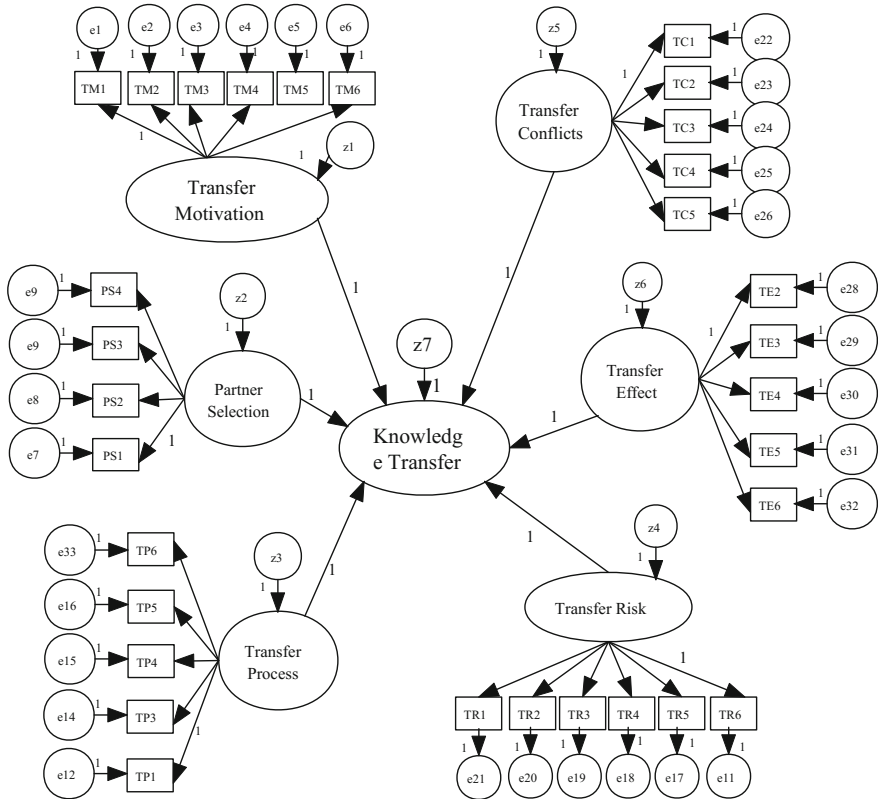 e1 e2 e3 e4 e5 e6
1 1 1 1 1 1
TM1 TM2 TM3 TM4 TM5 TM6
1
z1
1
Transfer
Motivation
1
z5
1
Transfer
Conflicts
1
1
TC1 1 e22
TC2 1 e23
TC3 1 e24
TC4 1 e25
TC5 1 e26
e9 1 PS4
e9 1 PS3
e8 1 PS2
e7 1 PS1
1
z2
1
Partner
Selection
1
z7
1
Knowledg
e Transfer
z6
1
Transfer
Effect
1
1
TE2 1 e28
TE3 1 e29
TE4 1 e30
TE5 1 e31
TE6 1 e32
e33 1 TP6
e16 1 TP5
e15 1 TP4
e14 1 TP3
e12 1 TP1
1
z3
1
Transfer
Process
1
z4
1
1
Transfer Risk
1
TR1 TR2 TR3 TR4 TR5 TR6
1 1 1 1 1 1
e21 e20 e19 e18 e17 e11